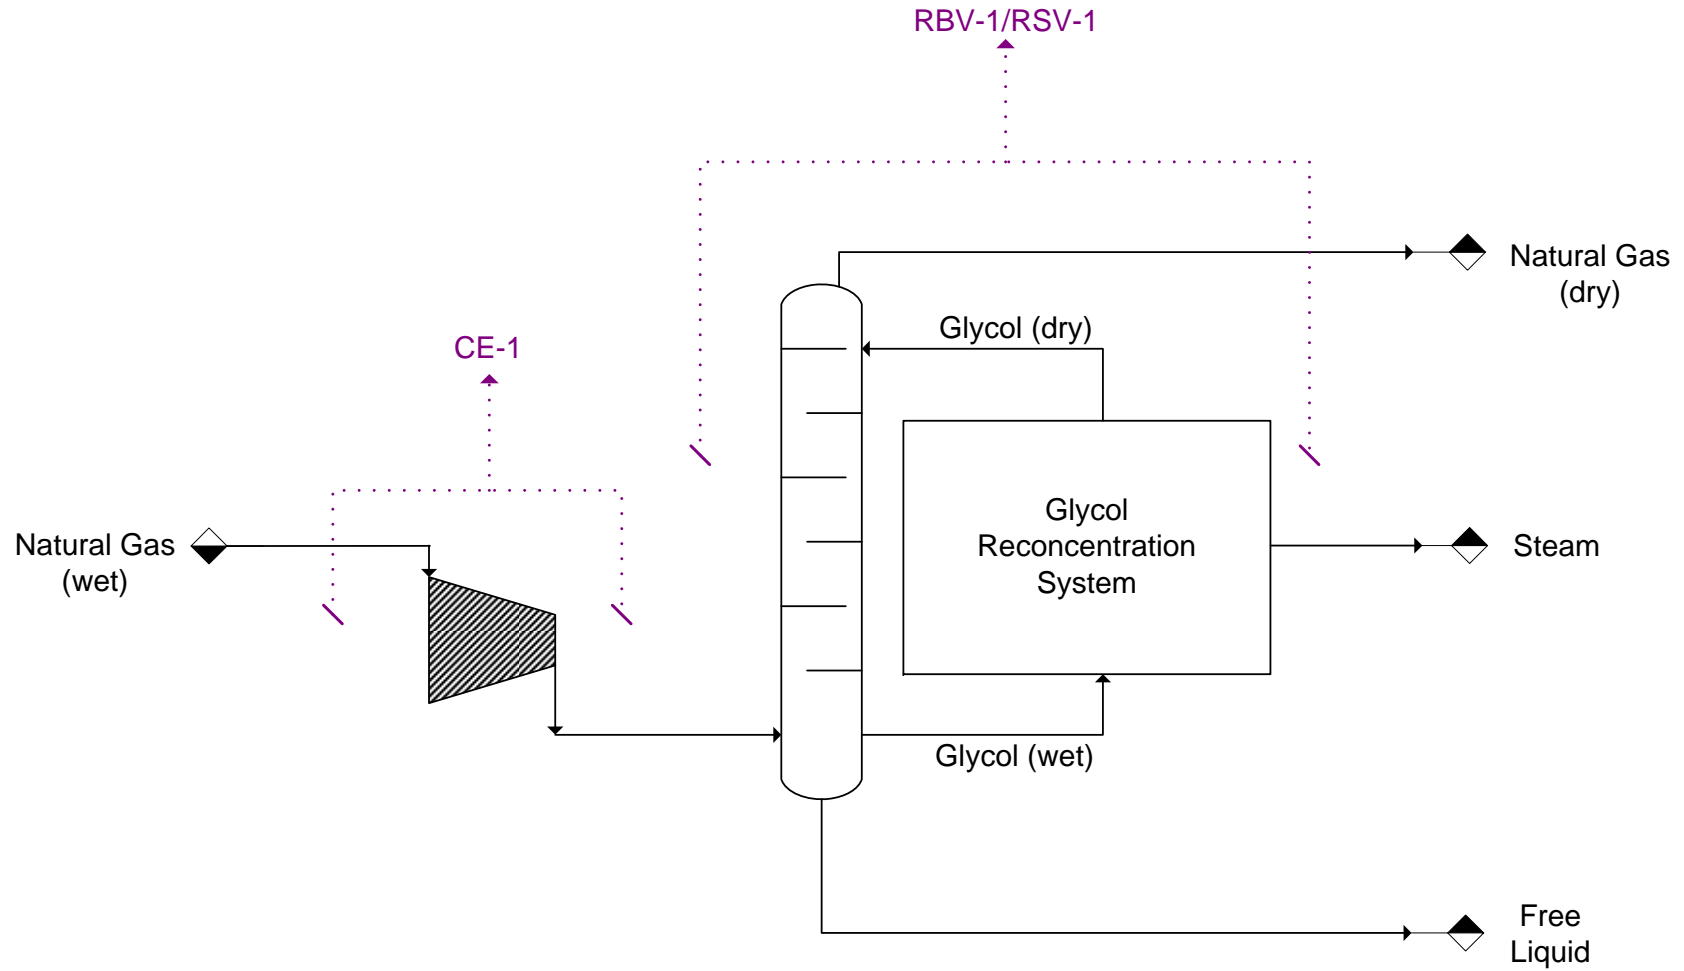 RBV-1/RSV-1
Natural Gas
(dry)
Glycol (dry)
CE-1
Glycol
Reconcentration
System
Natural Gas
(wet)
Steam
Glycol (wet)
Free
Liquid